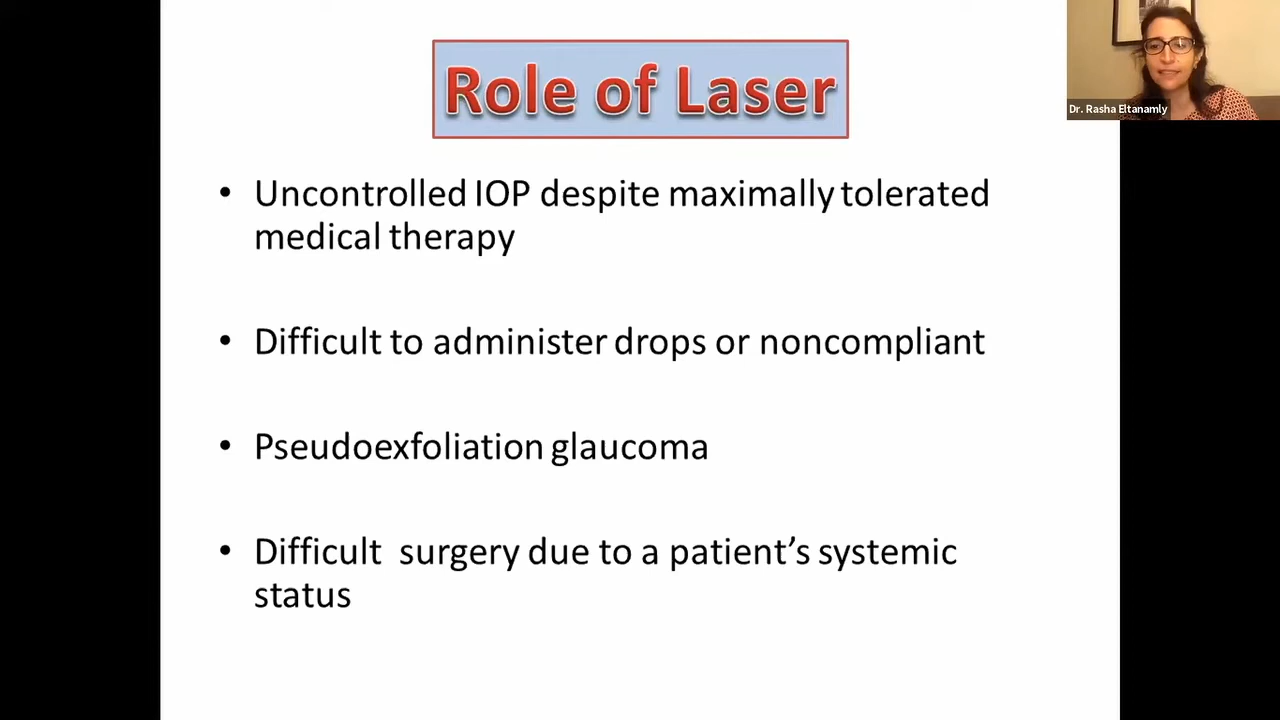 Role of Laser
Dr. Rasha Eltanamly
• Uncontrolled IOP despite maximally tolerated
medical therapy
• Difficult to administer drops or noncompliant
• Pseudoexfoliation glaucoma
• Difficult  surgery due to a patient’s systemic
status